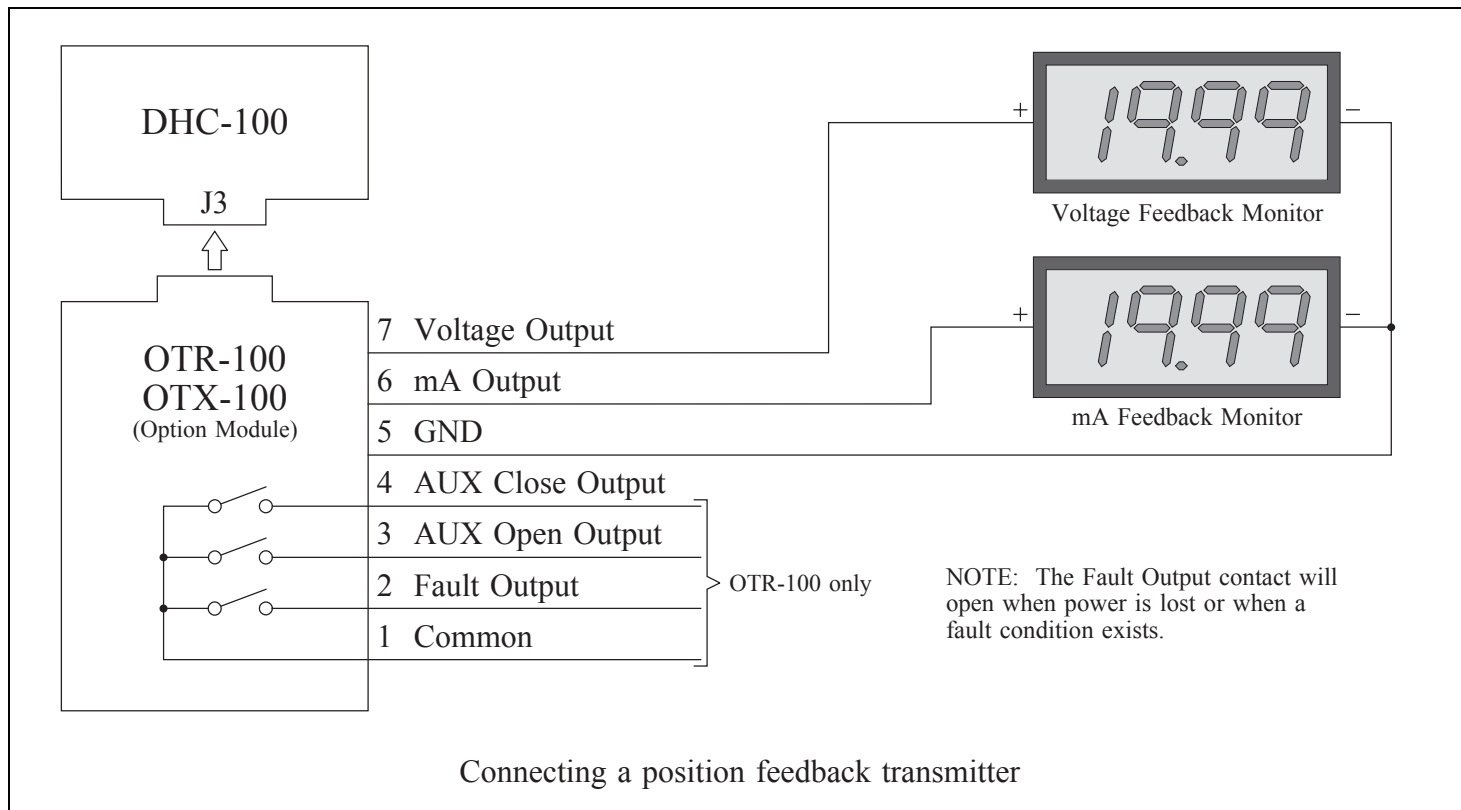 DHC-100
J3
OTR-100
OTX-100
(Option Module)
7 Voltage Output
6 mA Output
5 GND
4 AUX Close Output
3 AUX Open Output
2 Fault Output
1 Common
OTR-100 only
+ 19.99 −
Voltage Feedback Monitor
+ 19.99 −
mA Feedback Monitor
NOTE: The Fault Output contact will
open when power is lost or when a
fault condition exists.
Connecting a position feedback transmitter